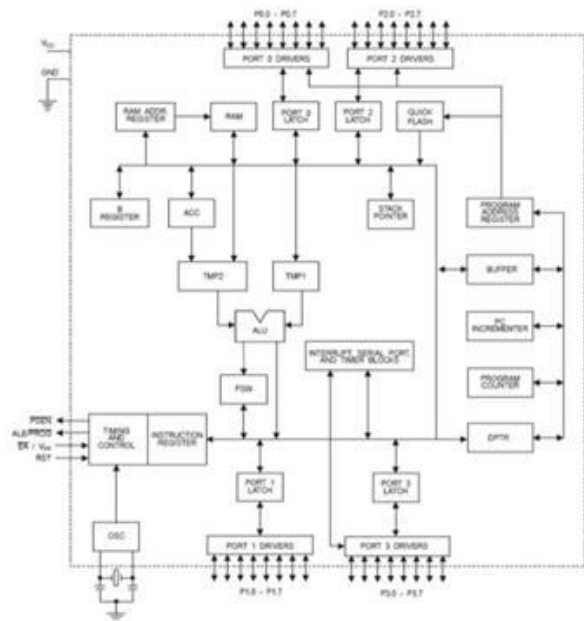 P0.0 - P0.7
P2.0 - P2.7
VCC
GND
PORT 0 DRIVERS
PORT 2 DRIVERS
RAM ADDR.
REGISTER
RAM
PORT 0
LATCH
PORT 2
LATCH
QUICK
FLASH
B
REGISTER
ACC
STACK
POINTER
PROGRAM
ADDRESS
REGISTER
TMP2
TMP1
BUFFER
ALU
PC
INCREMENTER
INTERRUPT, SERIAL PORT,
AND TIMER BLOCKS
PSW
PROGRAM
COUNTER
PSEN
ALE/PROG
EA / VPP
RST
TIMING
AND
CONTROL
INSTRUCTION
REGISTER
DPTR
PORT 1
LATCH
PORT 3
LATCH
OSC
PORT 1 DRIVERS
PORT 3 DRIVERS
P1.0 - P1.7
P3.0 - P3.7